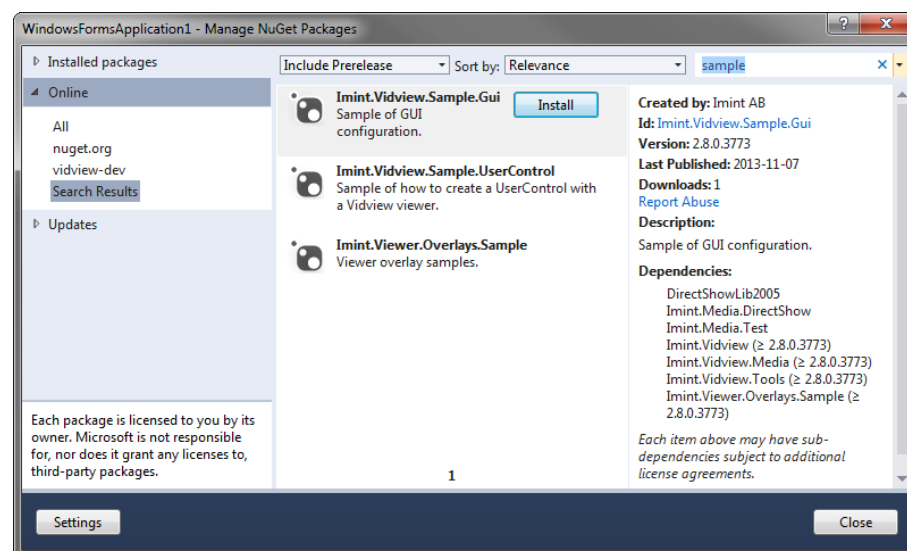 WindowsFormsApplication1 - Manage NuGet Packages
Installed packages
Online
All
nuget.org
vidview-dev
Search Results
Updates
Each package is licensed to you by its
owner. Microsoft is not responsible
for, nor does it grant any licenses to,
third-party packages.
Include Prerelease
Sort by: Relevance
sample
Imint.Vidview.Sample.Gui
Sample of GUI
configuration.
Install
Imint.Vidview.Sample.UserControl
Sample of how to create a UserControl with
a Vidview viewer.
Imint.Viewer.Overlays.Sample
Viewer overlay samples.
1
Created by: Imint AB
Id: Imint.Vidview.Sample.Gui
Version: 2.8.0.3773
Last Published: 2013-11-07
Downloads: 1
Report Abuse
Description:
Sample of GUI configuration.
Dependencies:
DirectShowLib2005
Imint.Media.DirectShow
Imint.Media.Test
Imint.Vidview (≥ 2.8.0.3773)
Imint.Vidview.Media (≥ 2.8.0.3773)
Imint.Vidview.Tools (≥ 2.8.0.3773)
Imint.Viewer.Overlays.Sample (≥
2.8.0.3773)
Each item above may have sub-
dependencies subject to additional
license agreements.
Settings
Close